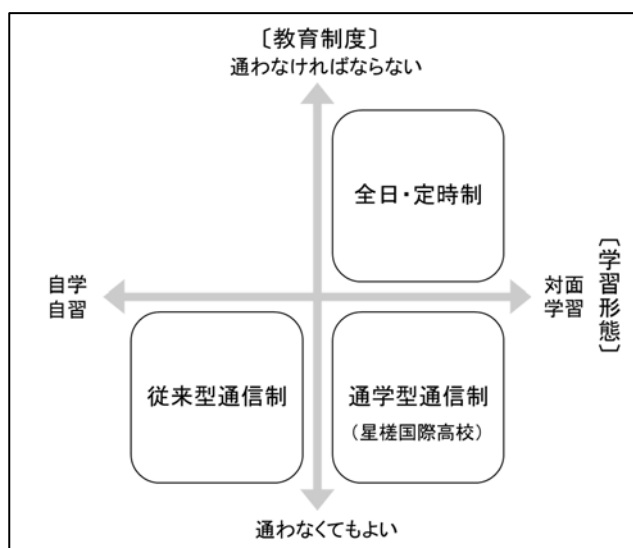 〔教育制度〕
通わなければならない
全日・定時制
自学
自習
対面
学習
〔学習形態〕
従来型通信制
通学型通信制
(星槎国際高校)
通わなくてもよい